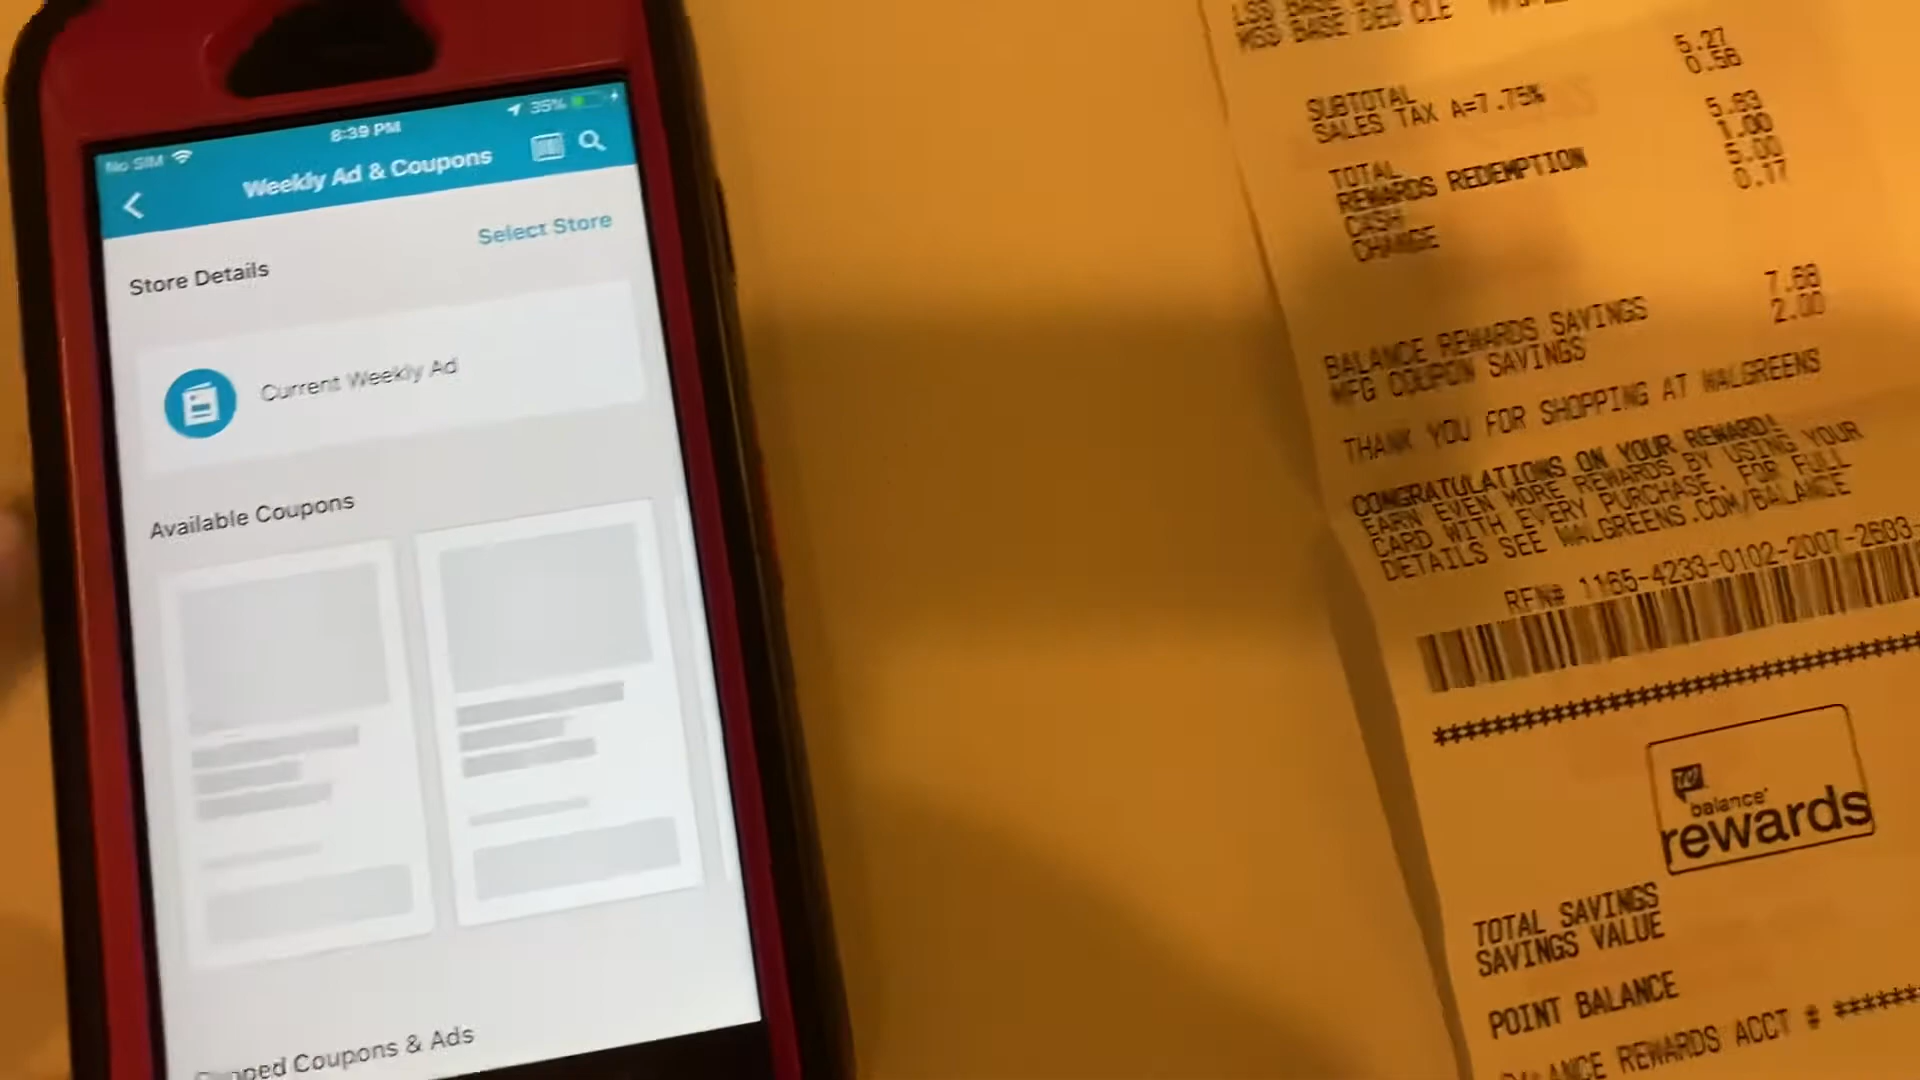 No SIM
8:39 PM
35%
Weekly Ad & Coupons
Select Store
Store Details
Current Weekly Ad
Available Coupons
Coupons & Ads
5.27
0.56
SUBTOTAL
SALES TAX A=7.75%
5.83
1.00
5.00
0.17
TOTAL
REWARDS REDEMPTION
CASH
CHANGE
7.68
2.00
BALANCE REWARDS SAVINGS
MFG COUPON SAVINGS
THANK YOU FOR SHOPPING AT WALGREENS
CONGRATULATIONS ON YOUR REWARD!
EARN EVEN MORE REWARDS BY USING YOUR
CARD WITH EVERY PURCHASE. FOR FULL
DETAILS SEE WALGREENS.COM/BALANCE
RFN# 1165-4233-0102-2007-2603-
balance
rewards
TOTAL SAVINGS
SAVINGS VALUE
POINT BALANCE
REWARDS ACCT # *******